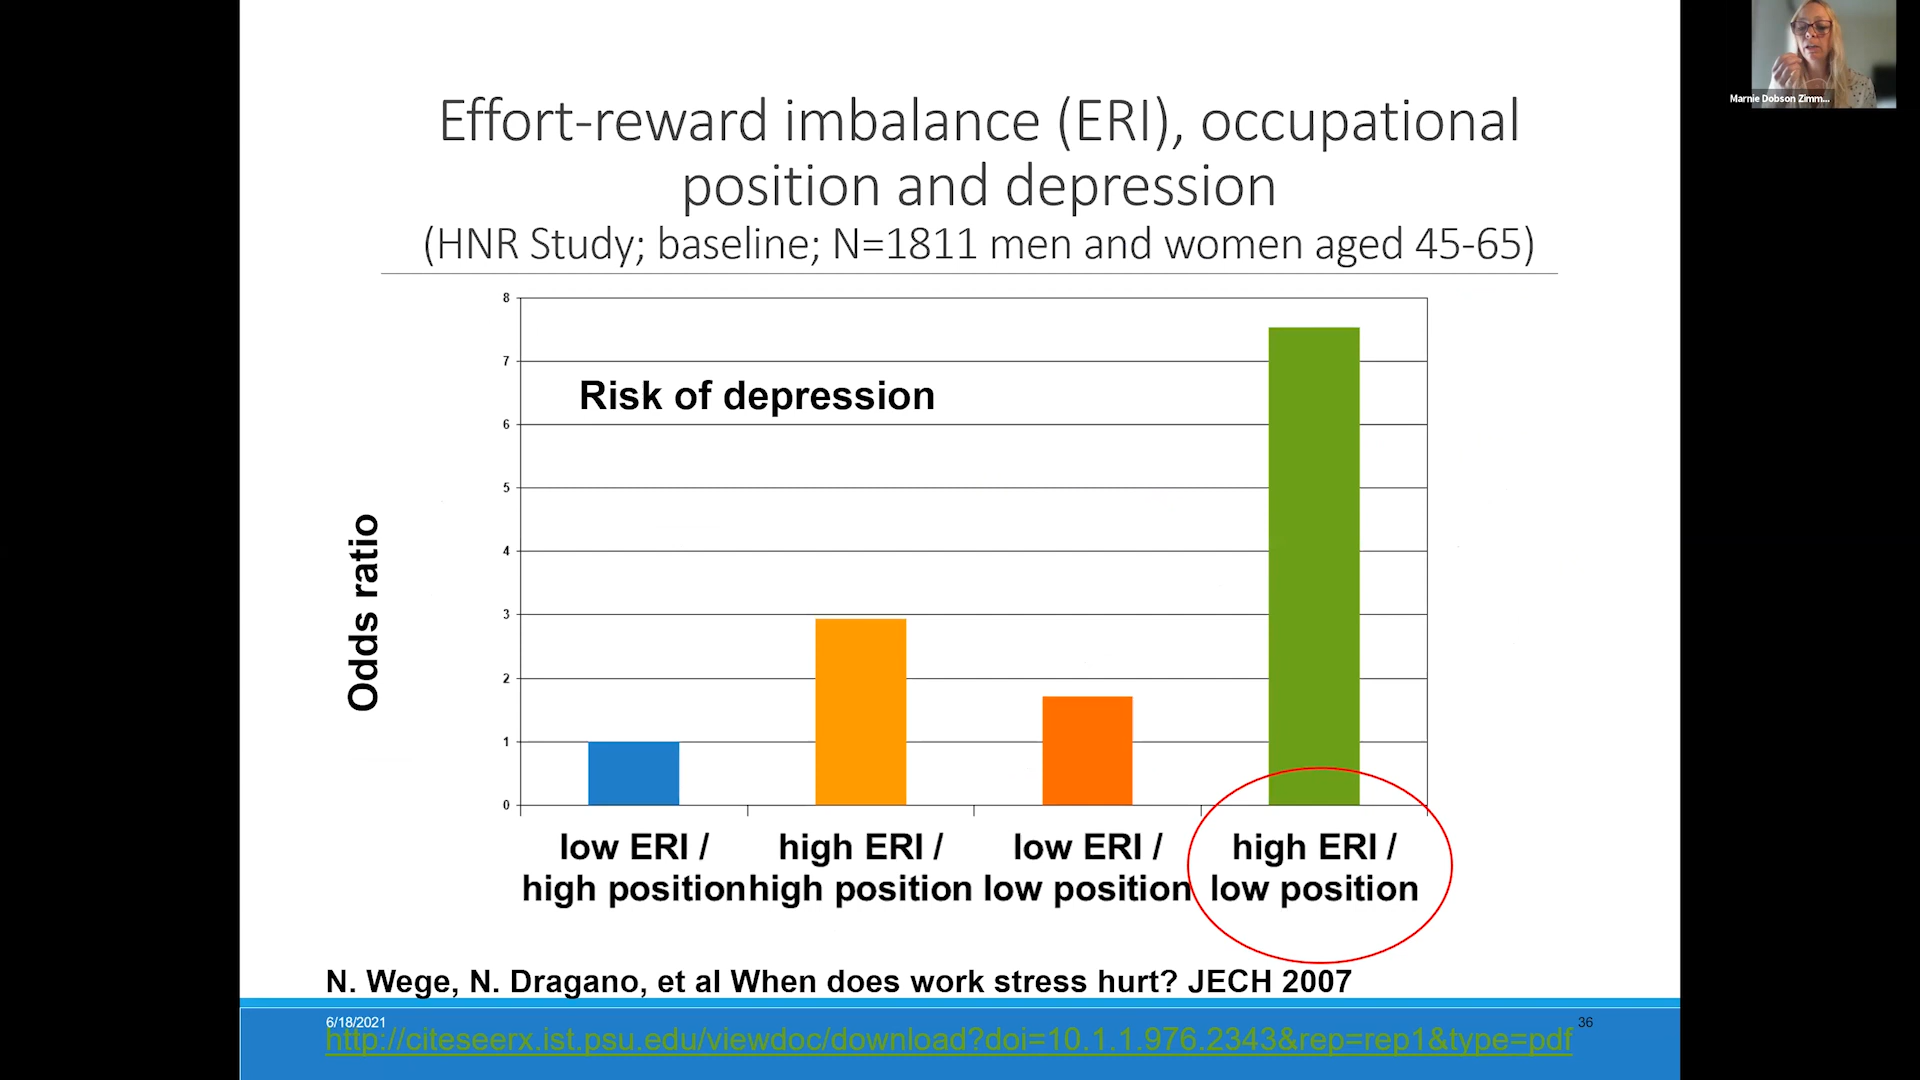 Marnie Dobson Zimm...
Effort-reward imbalance (ERI), occupational
position and depression
(HNR Study; baseline; N=1811 men and women aged 45-65)
8
7
Risk of depression
6
5
4
3
2
1
0
Odds ratio
low ERI /
high position
high ERI /
high position
low ERI /
low position
high ERI /
low position
N. Wege, N. Dragano, et al When does work stress hurt? JECH 2007
6/18/2021
36
http://citeseerx.ist.psu.edu/viewdoc/download?doi=10.1.1.976.2343&rep=rep1&type=pdf